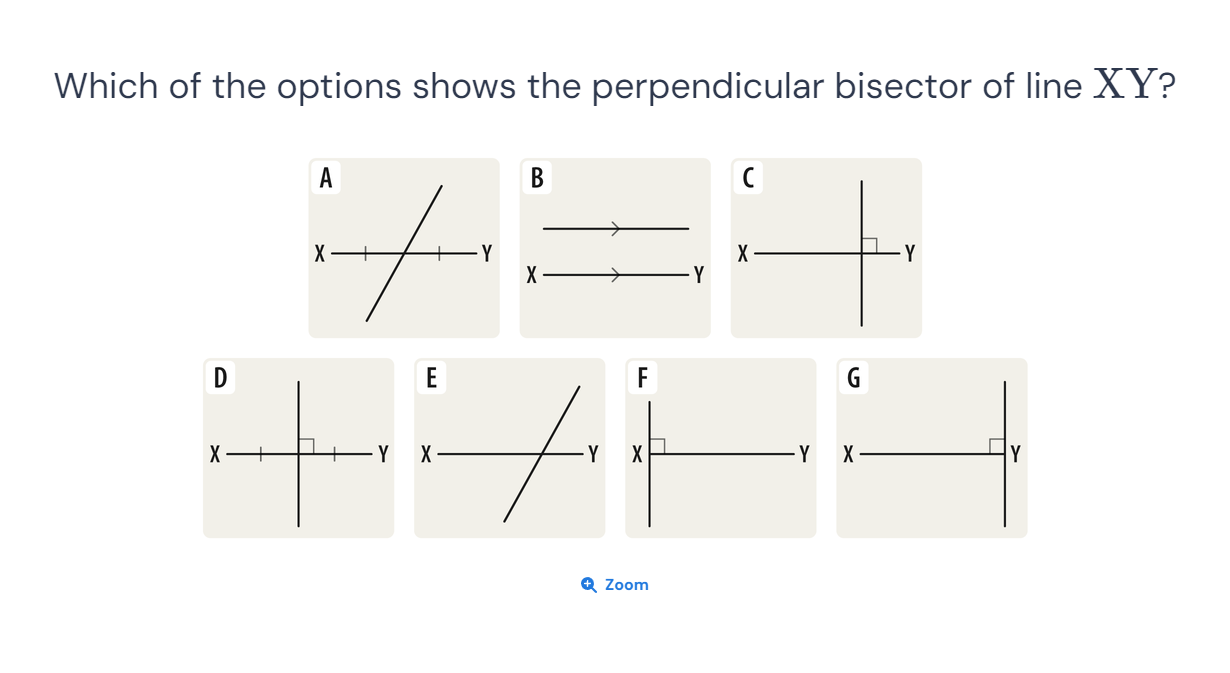 Which of the options shows the perpendicular bisector of line XY?
A
B
C
X Y
X Y
X Y
D
E
F
G
X Y
X Y
X Y
X Y
Zoom